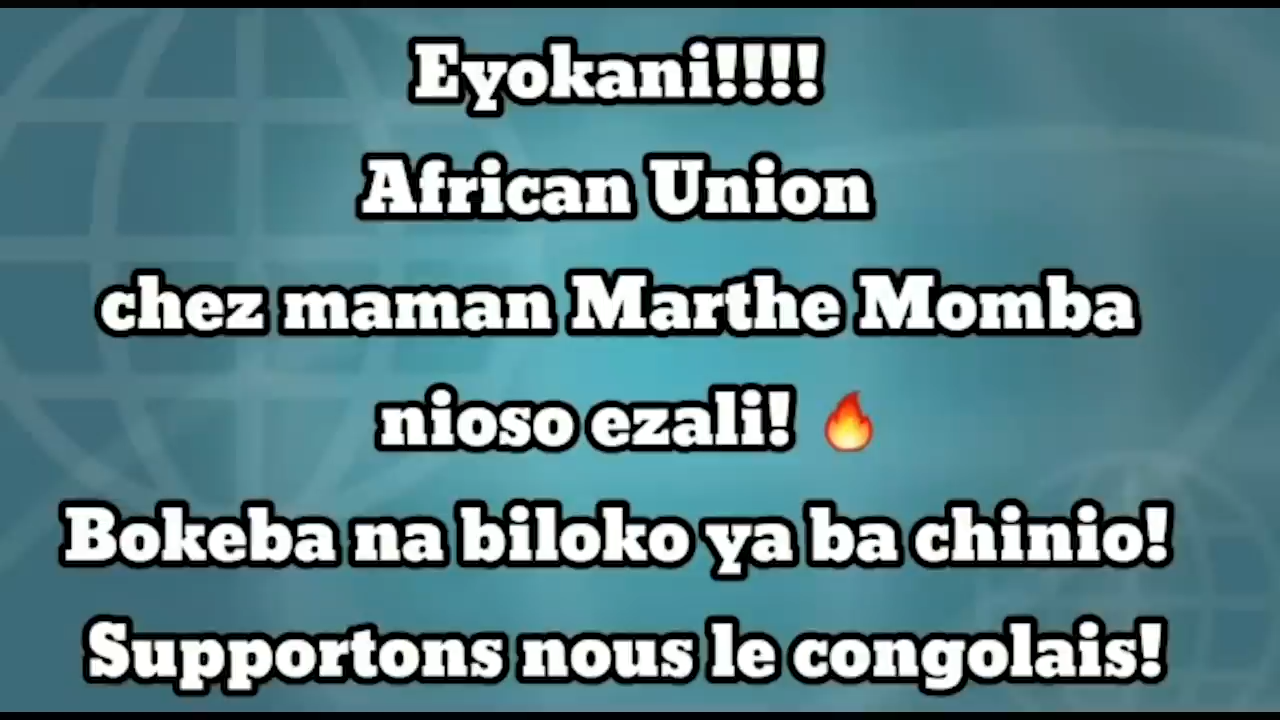 Eyokani!!!!
African Union
chez maman Marthe Momba
nioso ezali! 🔥
Bokeba na biloko ya ba chinio!
Supportons nous le congolais!